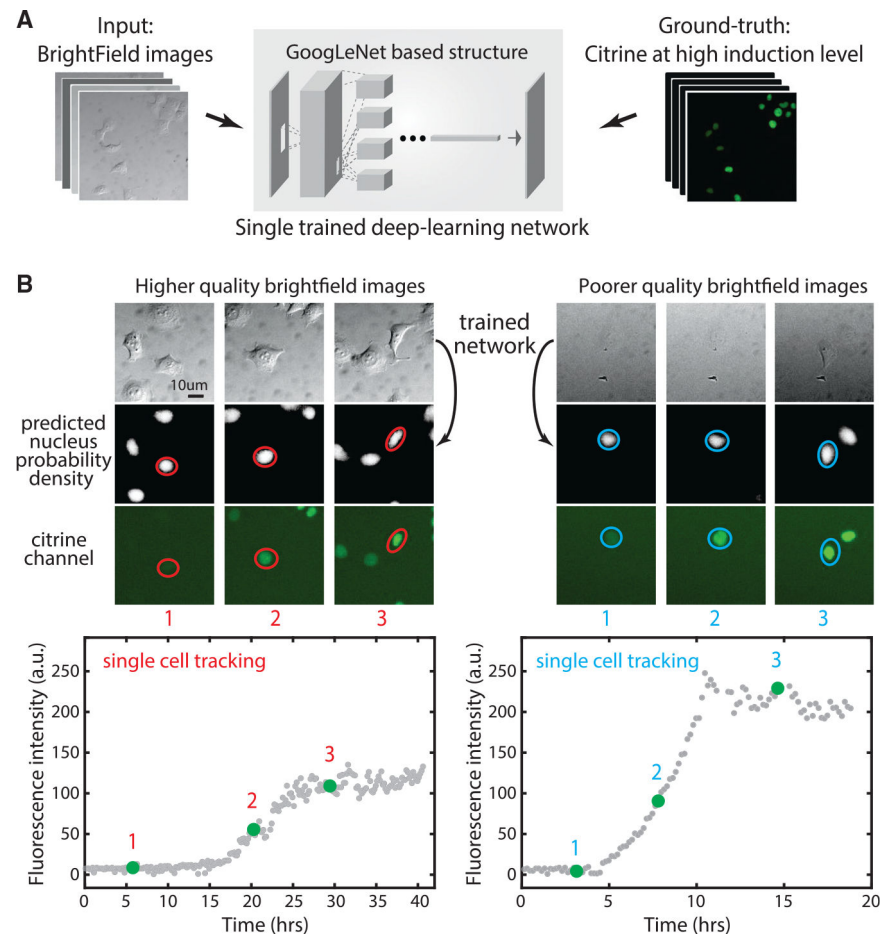 A
Input:
BrightField images
GoogLeNet based structure
Single trained deep-learning network
Ground-truth:
Citrine at high induction level
B
Higher quality brightfield images
Poorer quality brightfield images
10um
trained
network
predicted
nucleus
probability
density
citrine
channel
1
2
3
1
2
3
single cell tracking
Fluorescence intensity (a.u.)
250
200
150
100
50
0
1
2
3
0
5
10
15
20
25
30
35
40
Time (hrs)
single cell tracking
Fluorescence intensity (a.u.)
250
200
150
100
50
0
1
2
3
0
5
10
15
20
Time (hrs)